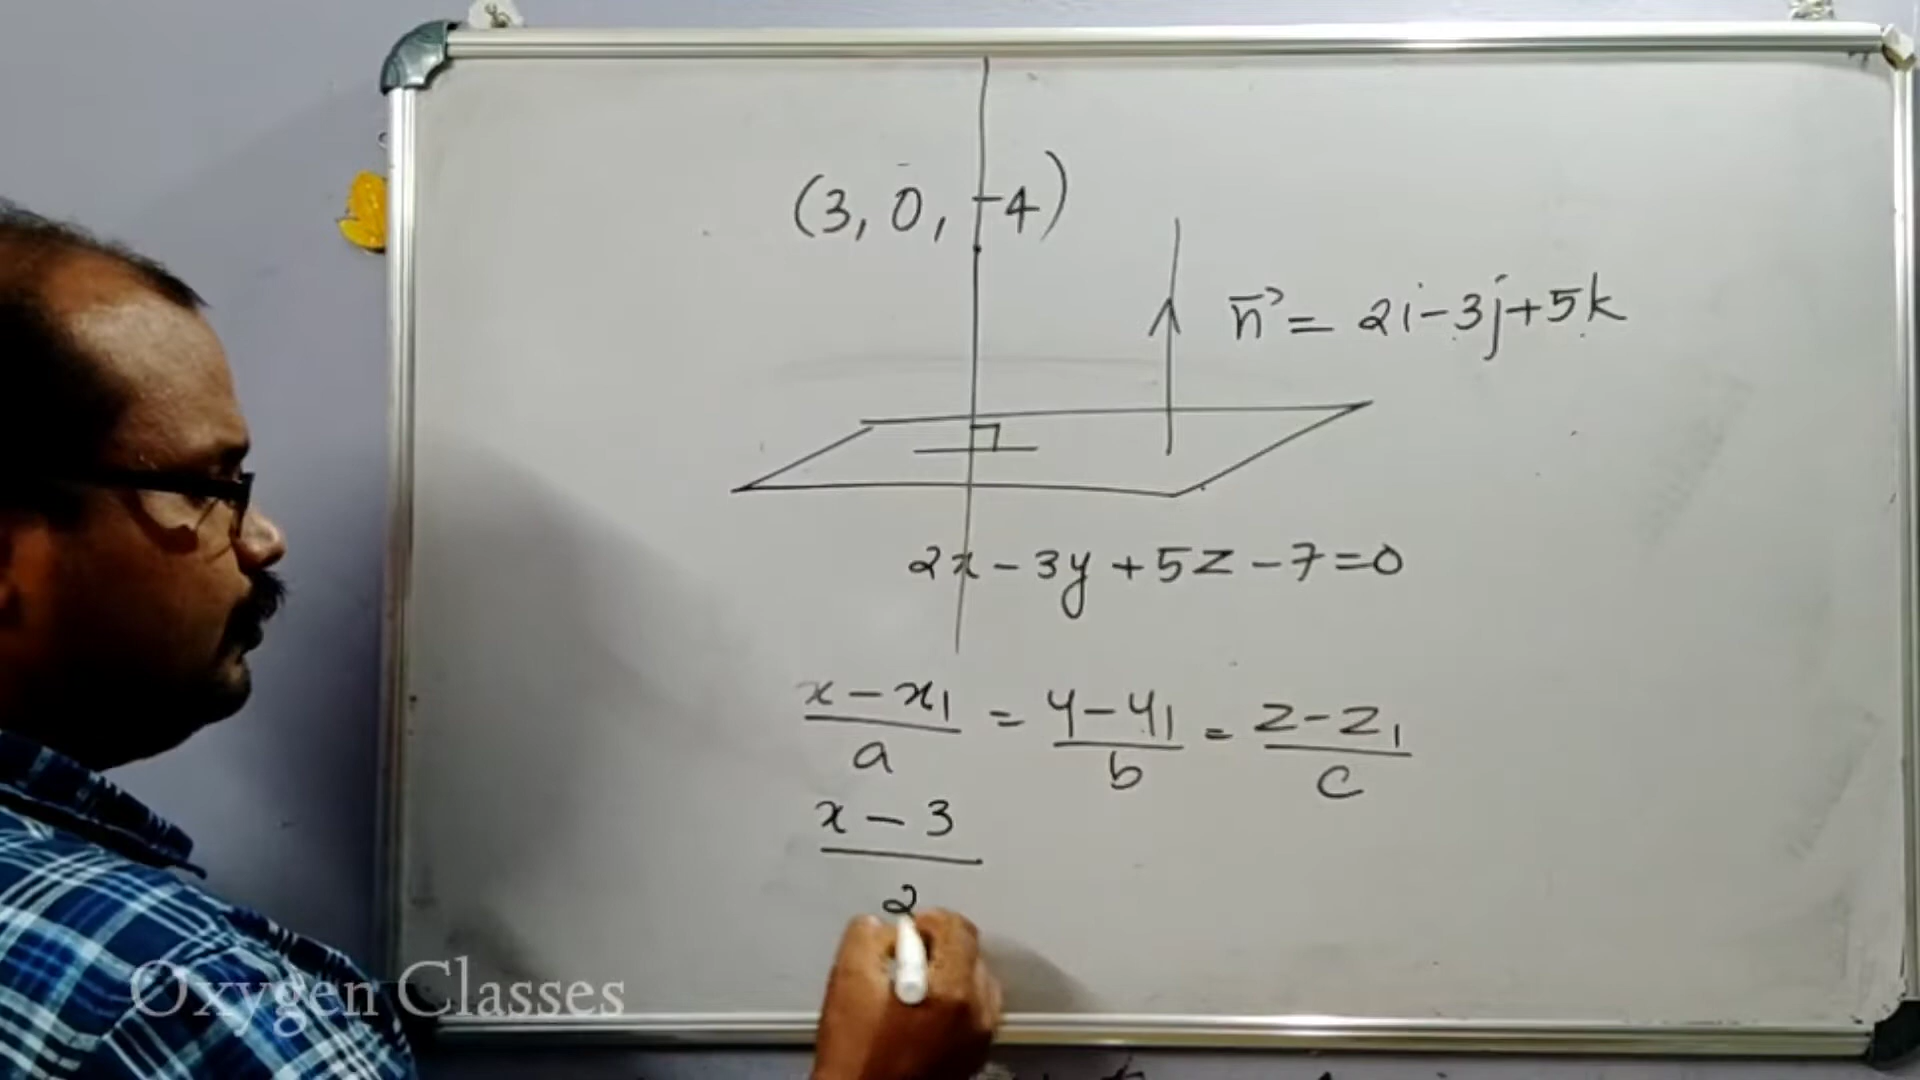 (3, 0, -4)
n⃗ = 2i-3j+5k
2x-3y+5z-7=0
x-x₁/a = y-y₁/b = z-z₁/c
x-3/2
Oxygen Classes